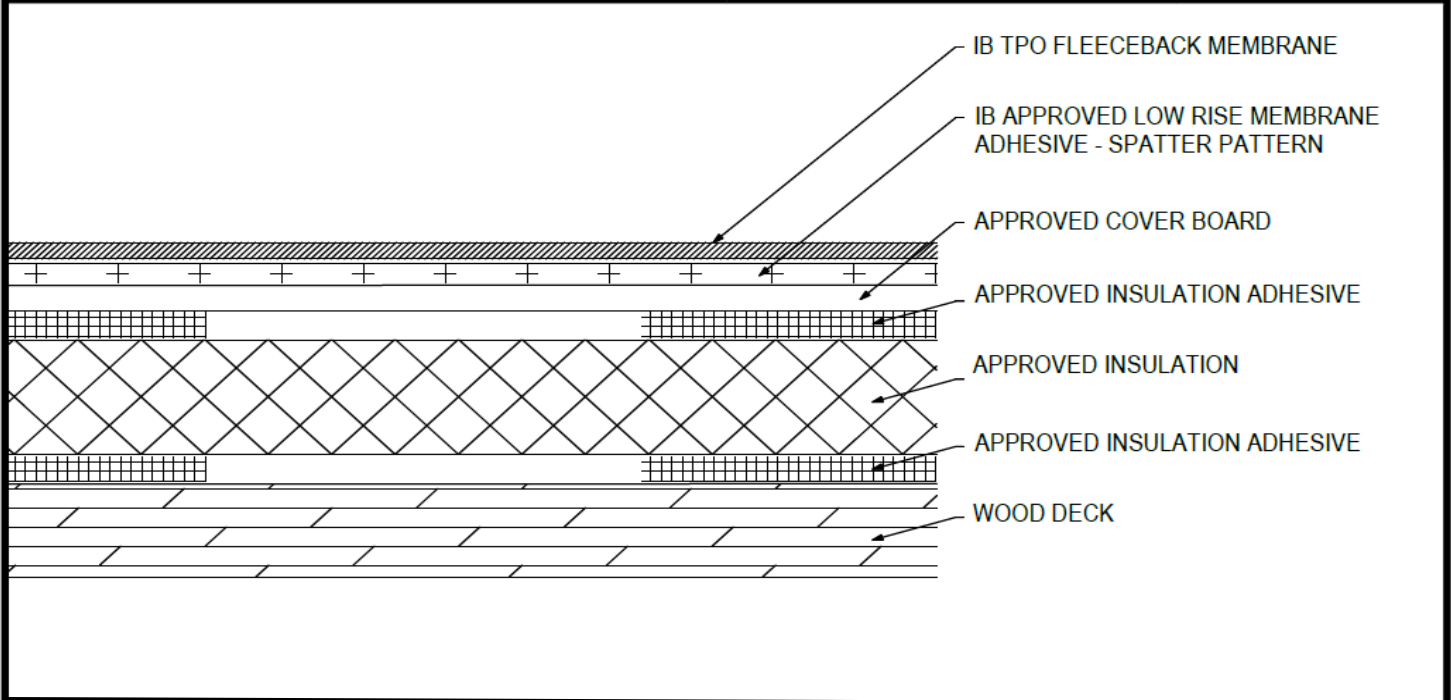 IB TPO FLEECEBACK MEMBRANE
IB APPROVED LOW RISE MEMBRANE
ADHESIVE - SPATTER PATTERN
APPROVED COVER BOARD
APPROVED INSULATION ADHESIVE
APPROVED INSULATION
APPROVED INSULATION ADHESIVE
WOOD DECK